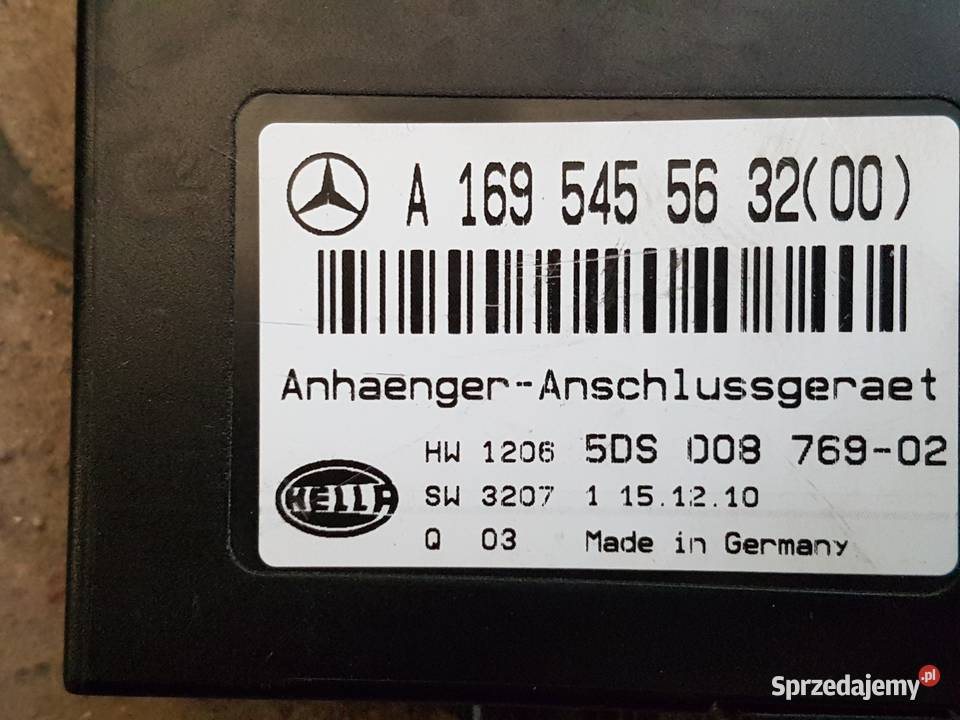 A 169 545 56 32(00)
Anhaenger-Anschlussgeraet
HW 1206 5DS 008 769-02
HELLA SW 3207 1 15.12.10
Q 03 Made in Germany
Sprzedajemy.pl